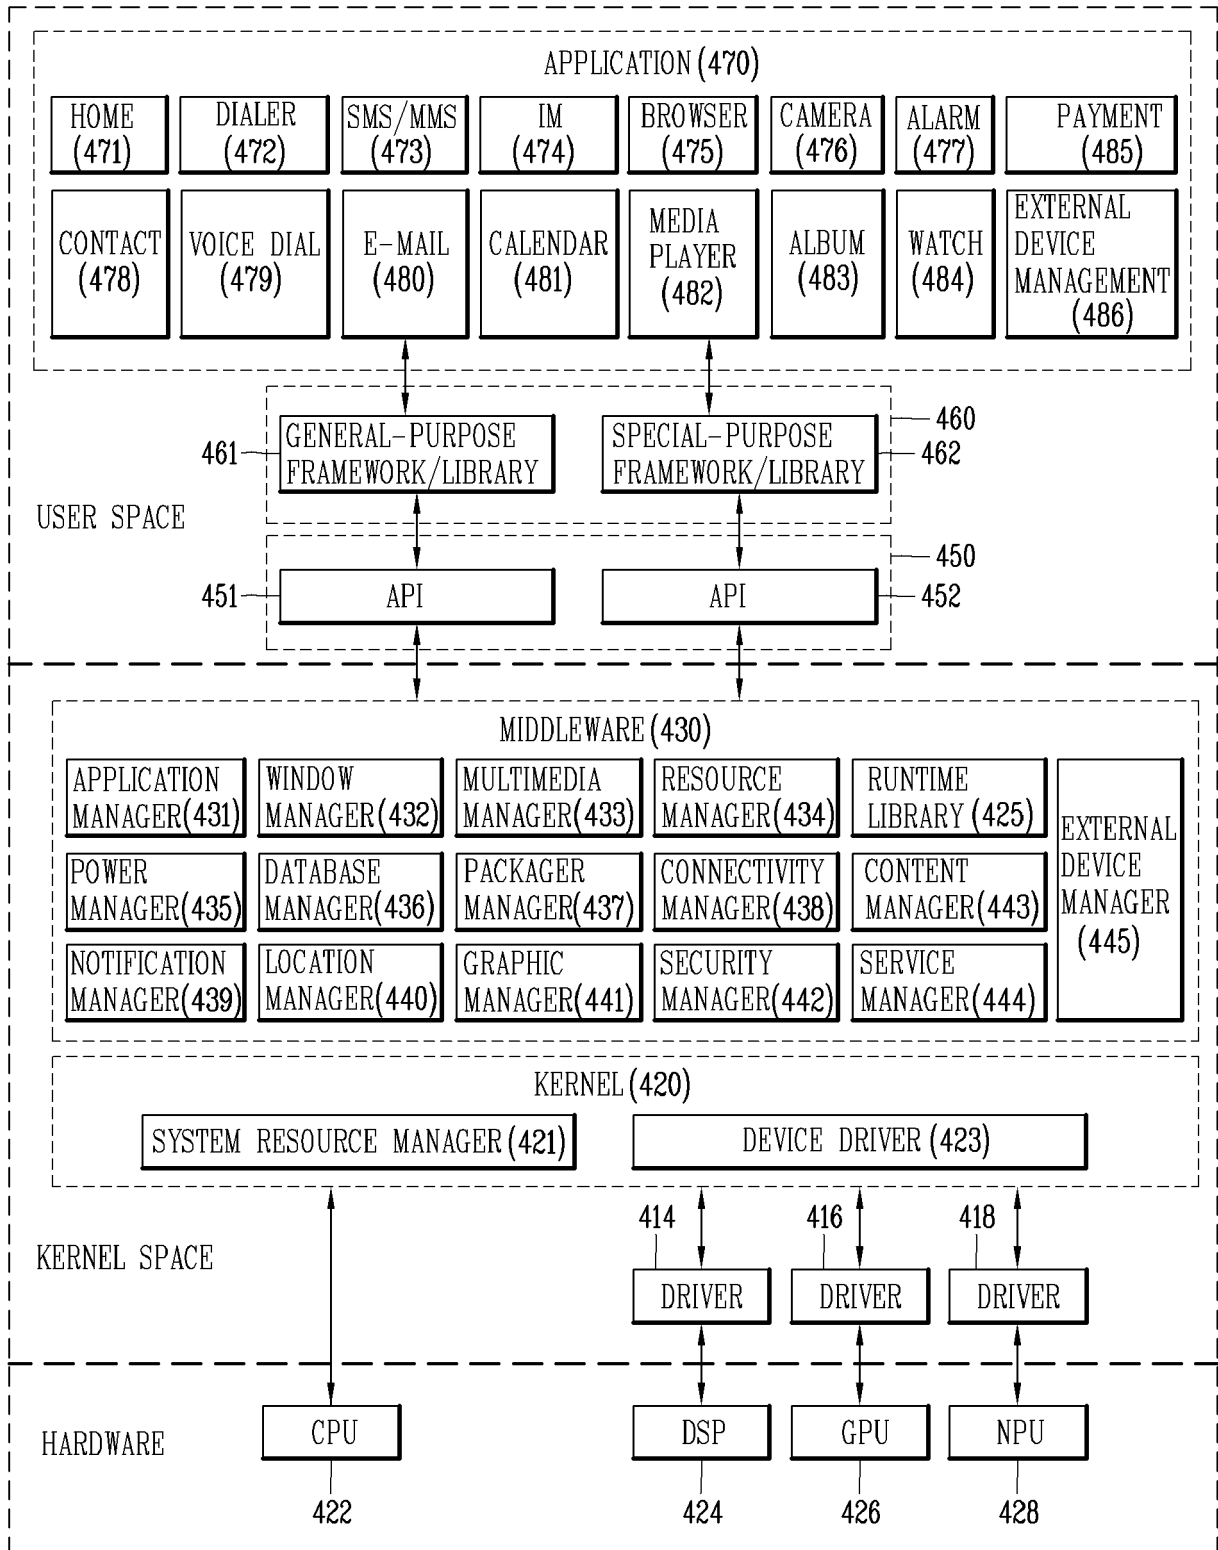 APPLICATION(470)
HOME
(471)
DIALER
(472)
SMS/MMS
(473)
IM
(474)
BROWSER
(475)
CAMERA
(476)
ALARM
(477)
PAYMENT
(485)
CONTACT
(478)
VOICE DIAL
(479)
E-MAIL
(480)
CALENDAR
(481)
MEDIA
PLAYER
(482)
ALBUM
(483)
WATCH
(484)
EXTERNAL
DEVICE
MANAGEMENT
(486)
460
461
GENERAL-PURPOSE
FRAMEWORK/LIBRARY
SPECIAL-PURPOSE
FRAMEWORK/LIBRARY
462
USER SPACE
450
451
API
API
452
MIDDLEWARE(430)
APPLICATION
MANAGER(431)
WINDOW
MANAGER(432)
MULTIMEDIA
MANAGER(433)
RESOURCE
MANAGER(434)
RUNTIME
LIBRARY(425)
EXTERNAL
DEVICE
MANAGER
(445)
POWER
MANAGER(435)
DATABASE
MANAGER(436)
PACKAGER
MANAGER(437)
CONNECTIVITY
MANAGER(438)
CONTENT
MANAGER(443)
NOTIFICATION
MANAGER(439)
LOCATION
MANAGER(440)
GRAPHIC
MANAGER(441)
SECURITY
MANAGER(442)
SERVICE
MANAGER(444)
KERNEL(420)
SYSTEM RESOURCE MANAGER(421)
DEVICE DRIVER(423)
414
416
418
KERNEL SPACE
DRIVER
DRIVER
DRIVER
HARDWARE
CPU
DSP
GPU
NPU
422
424
426
428